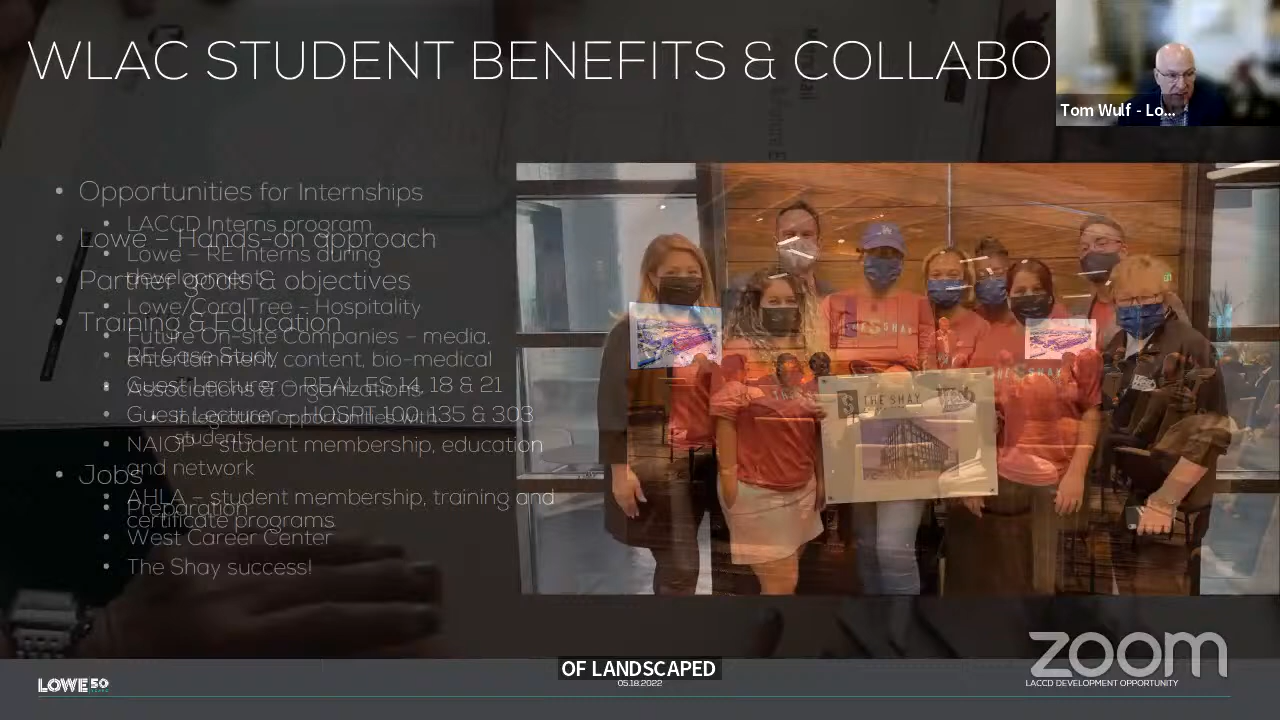 WLAC STUDENT BENEFITS & COLLABO
Tom Wulf - Lo...
• Opportunities for Internships
• LACCD Interns program
• Lowe – Hands-on approach
• Lowe – RE Interns during
development
• Partner goals & objectives
• Lowe/CoralTree – Hospitality
• Training & Education
• Future On-site Companies – media,
entertainment, content, bio-medical
• RE Case Study
• Guest Lecturer – REAL ES 14, 18 & 21
• Associations & Organizations
• Guest Lecturer – HOSPIT 100, 135 & 303
• Integration opportunities with
students
• NAIOP – student membership, education
and network
• Jobs
• AHLA – student membership, training and
certificate programs
• Preparation
• West Career Center
• The Shay success!
THE SHAY
OF LANDSCAPED
zoom
LOWE 50
05.18.2022
LACCD DEVELOPMENT OPPORTUNITY